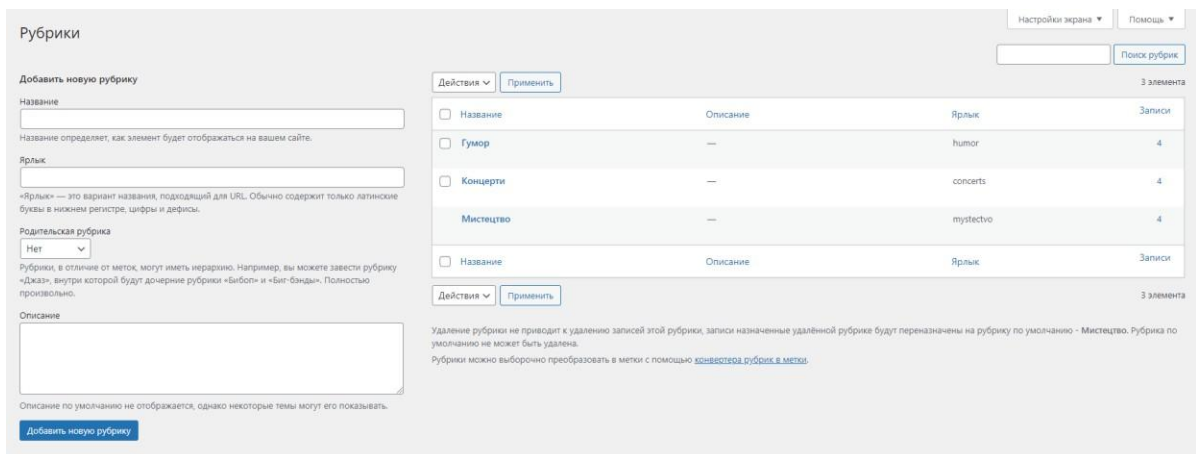 Настройки экрана ▼ Помощь ▼
Рубрики
Поиск рубрик
Добавить новую рубрику
Название
Название определяет, как элемент будет отображаться на вашем сайте.
Ярлык
«Ярлык» — это вариант названия, подходящий для URL. Обычно содержит только латинские
буквы в нижнем регистре, цифры и дефисы.
Родительская рубрика
Нет
Рубрики, в отличие от меток, могут иметь иерархию. Например, вы можете завести рубрику
«Джаз», внутри которой будут дочерние рубрики «Бибоп» и «Биг-бэнды». Полностью
произвольно.
Описание
Описание по умолчанию не отображается, однако некоторые темы могут его показывать.
Добавить новую рубрику
Действия Применить 3 элемента
Название Описание Ярлык Записи
Гумор — humor 4
Концерти — concerts 4
Мистецтво — mystectvo 4
Название Описание Ярлык Записи
Действия Применить 3 элемента
Удаление рубрики не приводит к удалению записей этой рубрики, записи назначенные удалённой рубрике будут переназначены на рубрику по умолчанию - Мистецтво. Рубрика по
умолчанию не может быть удалена.
Рубрики можно выборочно преобразовать в метки с помощью конвертера рубрик в метки.